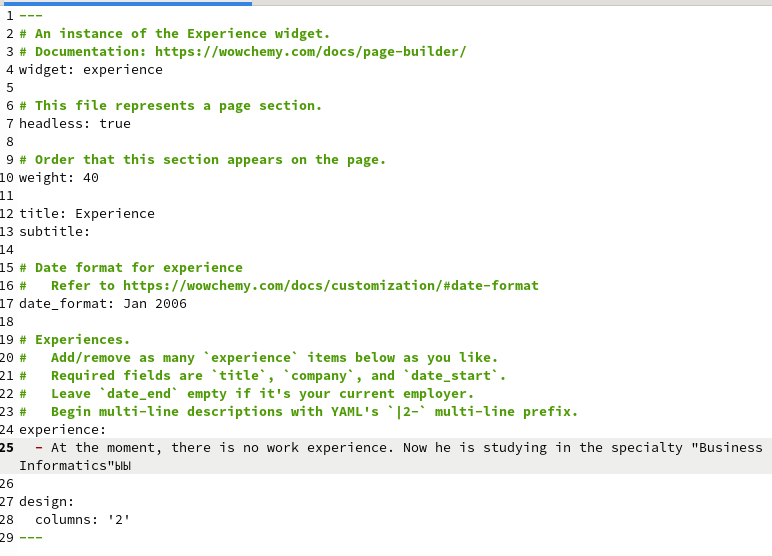 1 ---
2 # An instance of the Experience widget.
3 # Documentation: https://wowchemy.com/docs/page-builder/
4 widget: experience
5
6 # This file represents a page section.
7 headless: true
8
9 # Order that this section appears on the page.
10 weight: 40
11
12 title: Experience
13 subtitle:
14
15 # Date format for experience
16 #   Refer to https://wowchemy.com/docs/customization/#date-format
17 date_format: Jan 2006
18
19 # Experiences.
20 #   Add/remove as many `experience` items below as you like.
21 #   Required fields are `title`, `company`, and `date_start`.
22 #   Leave `date_end` empty if it's your current employer.
23 #   Begin multi-line descriptions with YAML's `|2-` multi-line prefix.
24 experience:
25   - At the moment, there is no work experience. Now he is studying in the specialty "Business
Informatics"ыы
26
27 design:
28   columns: '2'
29 ---